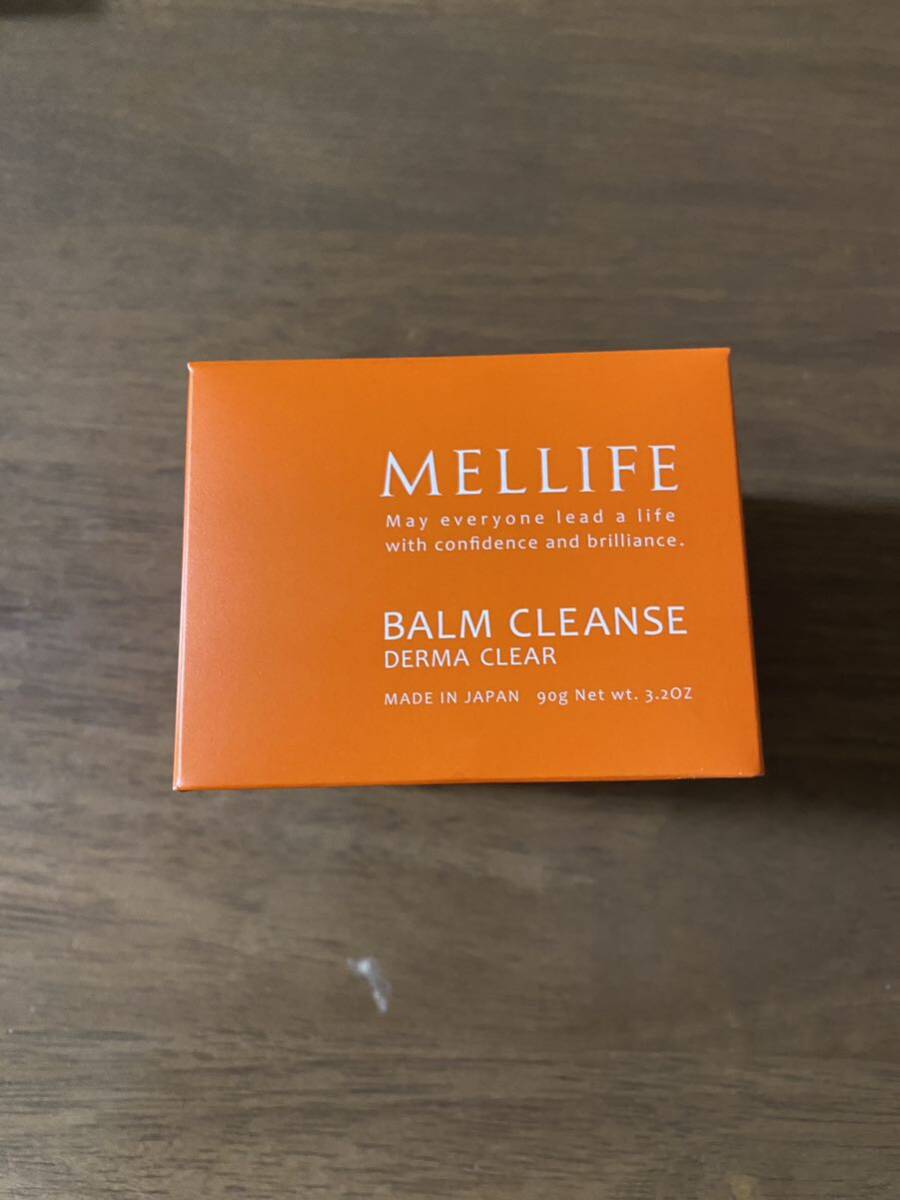 MELLIFE
May everyone lead a life
with confidence and brilliance.
BALM CLEANSE
DERMA CLEAR
MADE IN JAPAN 90g Net wt. 3.2OZ